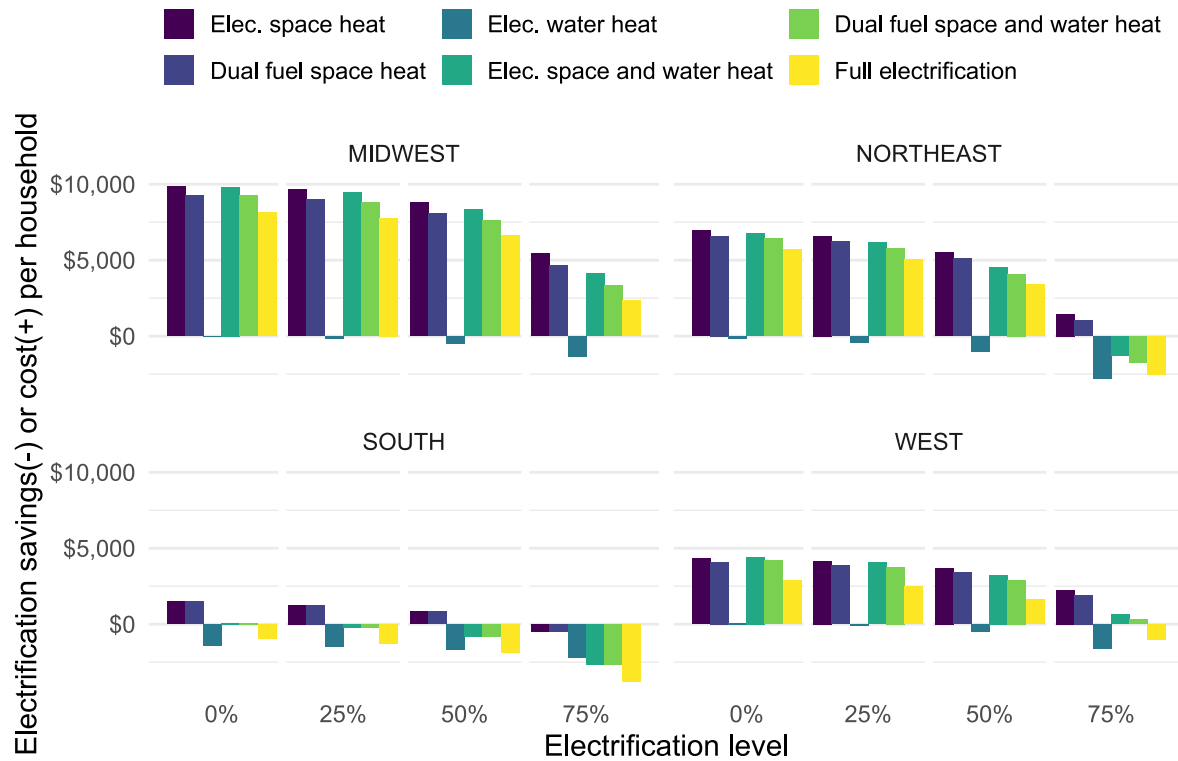 Elec. space heat
Elec. water heat
Dual fuel space and water heat
Dual fuel space heat
Elec. space and water heat
Full electrification
Electrification savings(-) or cost(+) per household
MIDWEST
NORTHEAST
$10,000
$5,000
$0
SOUTH
WEST
$10,000
$5,000
$0
0%
25%
50%
75%
0%
25%
50%
75%
Electrification level